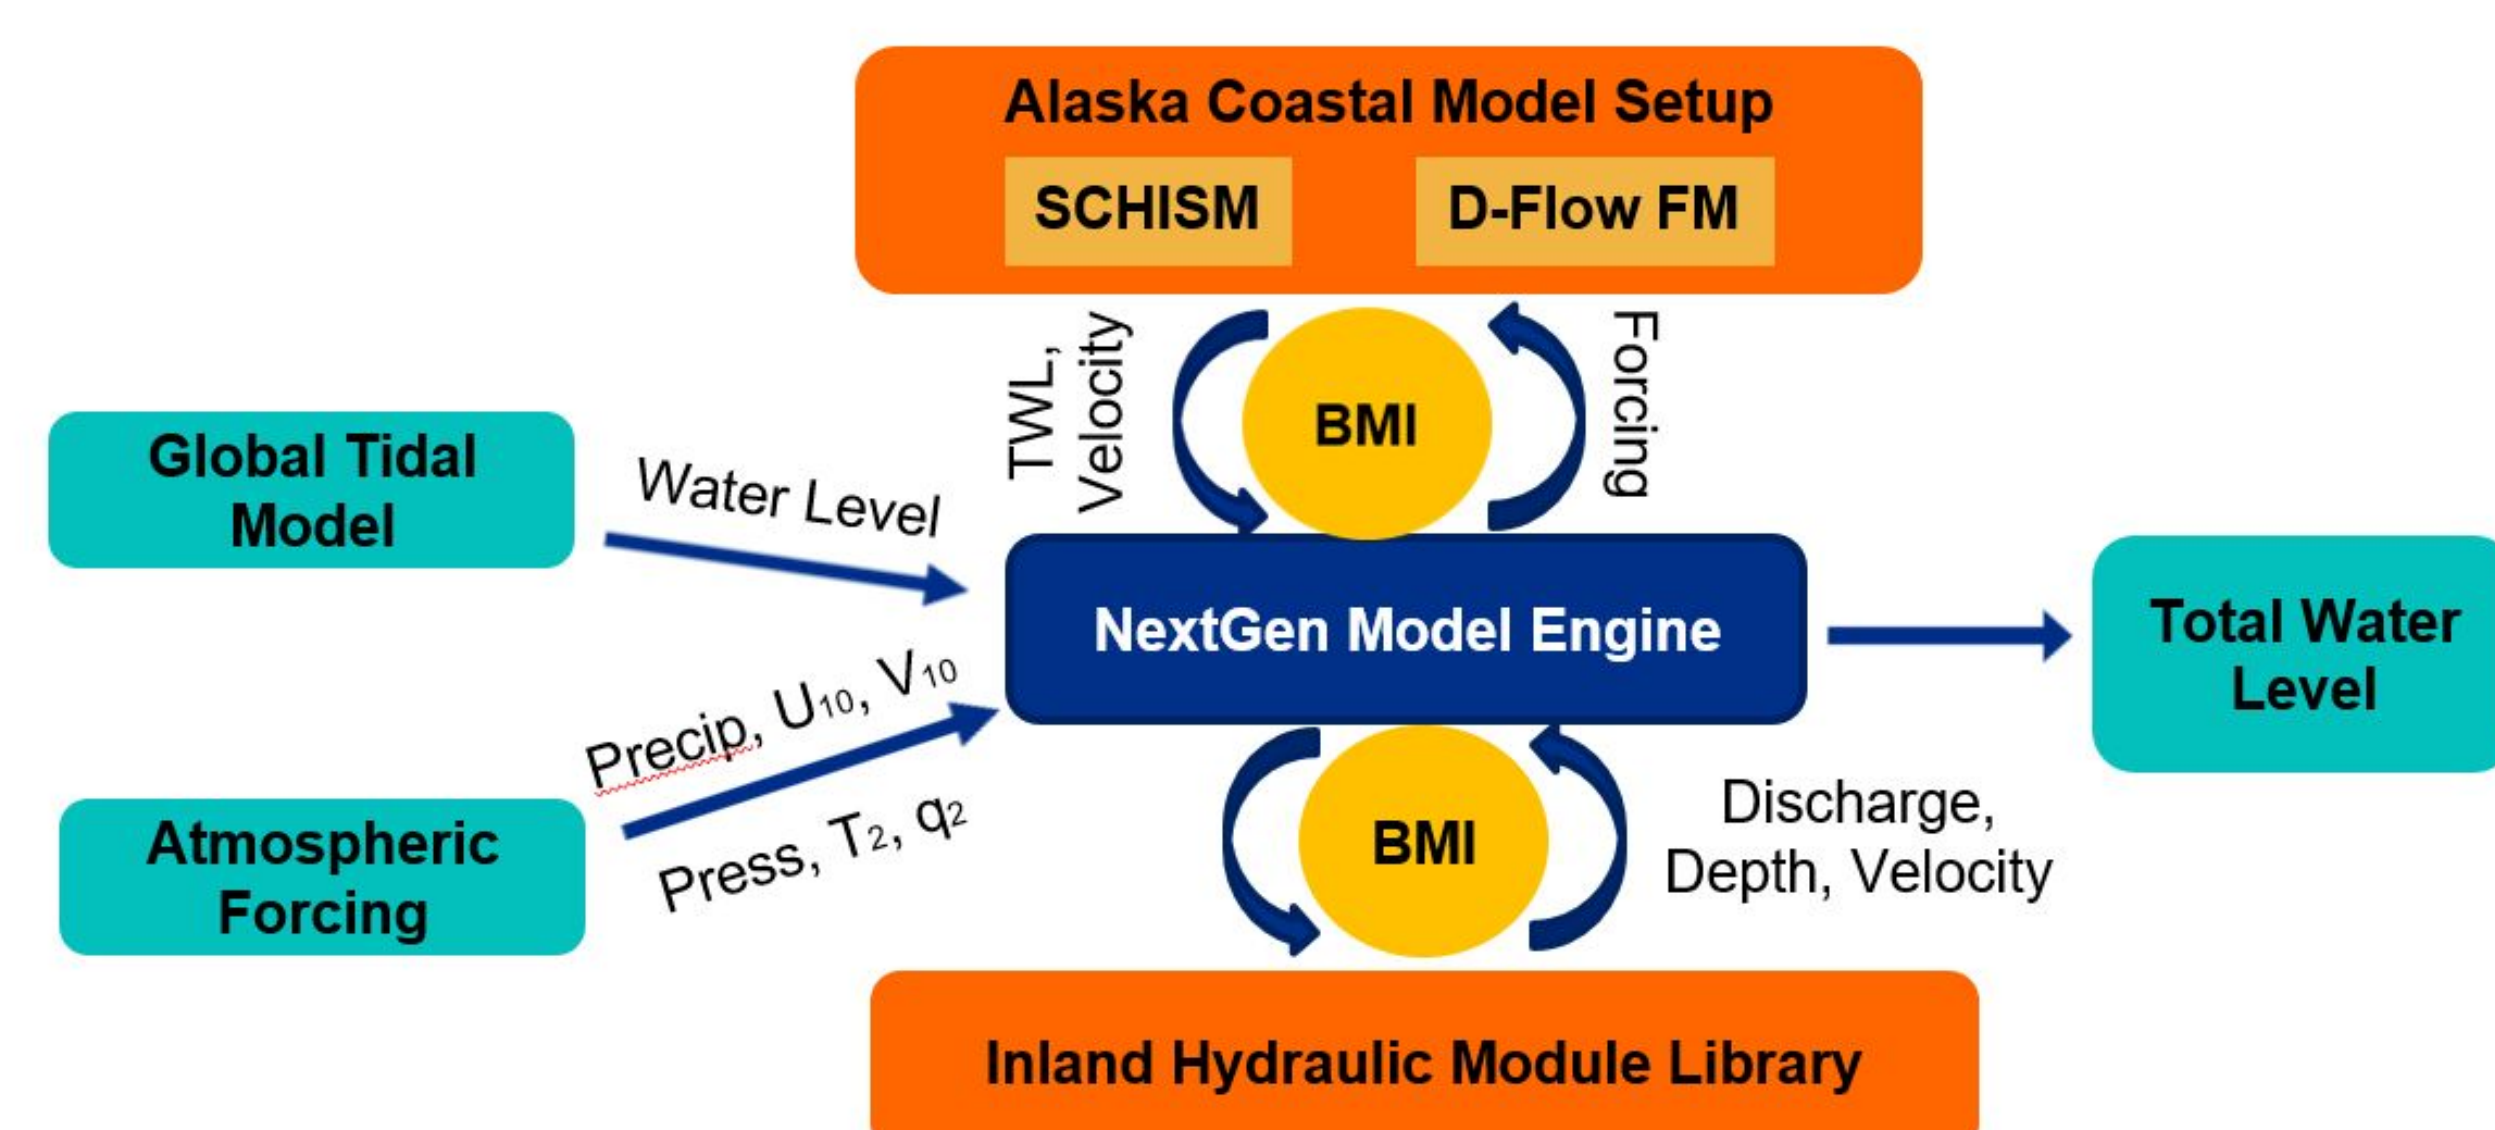 Alaska Coastal Model Setup
SCHISM
D-Flow FM
TWL,
Velocity
BMI
Forcing
Global Tidal
Model
Water Level
NextGen Model Engine
Total Water
Level
Precip, U₁₀, V₁₀
Press, T₂, q₂
Atmospheric
Forcing
BMI
Discharge,
Depth, Velocity
Inland Hydraulic Module Library